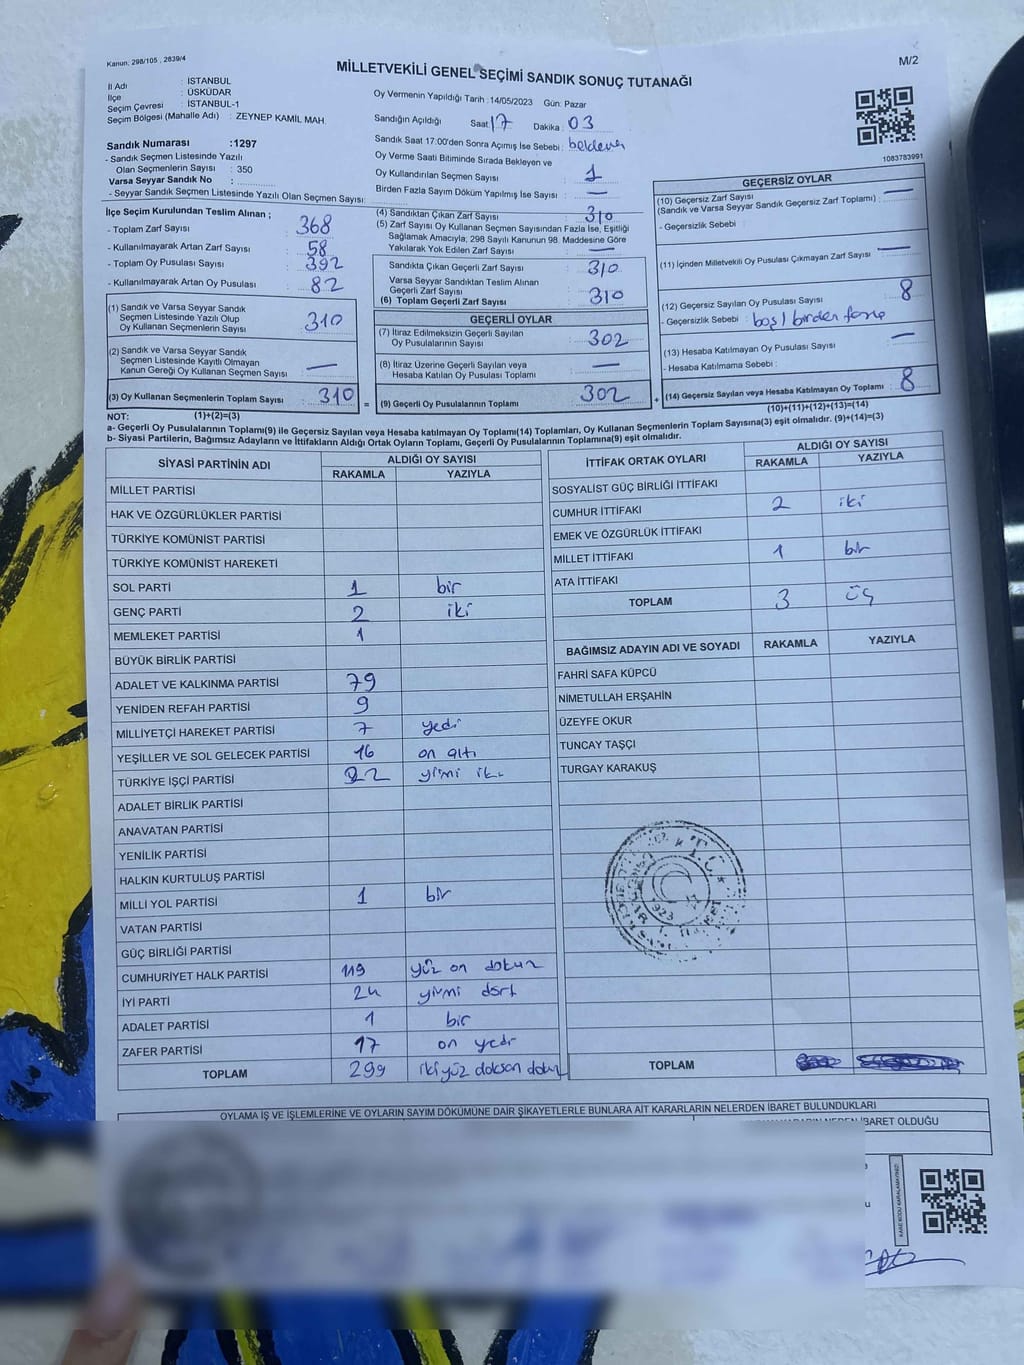 Kanun; 298/105 , 2839/4
M/2
MİLLETVEKİLİ GENEL SEÇİMİ SANDIK SONUÇ TUTANAĞI
İl Adı : İSTANBUL
İlçe : ÜSKÜDAR
Seçim Çevresi : İSTANBUL-1
Seçim Bölgesi (Mahalle Adı) : ZEYNEP KAMİL MAH.
Sandık Numarası :1297
- Sandık Seçmen Listesinde Yazılı
Olan Seçmenlerin Sayısı : 350
Varsa Seyyar Sandık No :
- Seyyar Sandık Seçmen Listesinde Yazılı Olan Seçmen Sayısı:
Oy Vermenin Yapıldığı Tarih :14/05/2023 Gün: Pazar
Sandığın Açıldığı Saat 17 Dakika : 03
Sandık Saat 17:00'den Sonra Açımış İse Sebebi :
Oy Verme Saati Bitiminde Sırada Bekleyen ve
Oy Kullandırılan Seçmen Sayısı : 1
Birden Fazla Sayım Döküm Yapılmış İse Sayısı : —
1083783991
İlçe Seçim Kurulundan Teslim Alınan ;
- Toplam Zarf Sayısı : 368
- Kullanılmayarak Artan Zarf Sayısı : 58
- Toplam Oy Pusulası Sayısı : 392
- Kullanılmayarak Artan Oy Pusulası : 82
(1) Sandık ve Varsa Seyyar Sandık
Seçmen Listesinde Yazılı Olup
Oy Kullanan Seçmenlerin Sayısı : 310
(2) Sandık ve Varsa Seyyar Sandık
Seçmen Listesinde Kayıtlı Olmayan
Kanun Gereği Oy Kullanan Seçmen Sayısı : —
(3) Oy Kullanan Seçmenlerin Toplam Sayısı : 310
(4) Sandıktan Çıkan Zarf Sayısı : 310
(5) Zarf Sayısı Oy Kullanan Seçmen Sayısından Fazla İse, Eşitliği
Sağlamak Amacıyla; 298 Sayılı Kanunun 98. Maddesine Göre
Yakılarak Yok Edilen Zarf Sayısı : —
Sandıkta Çıkan Geçerli Zarf Sayısı : 310
Varsa Seyyar Sandıktan Teslim Alınan
Geçerli Zarf Sayısı
(6) Toplam Geçerli Zarf Sayısı : 310
GEÇERLİ OYLAR
(7) İtiraz Edilmeksizin Geçerli Sayılan
Oy Pusulalarının Sayısı : 302
(8) İtiraz Üzerine Geçerli Sayılan veya
Hesaba Katılan Oy Pusulası Toplamı : —
= (9) Geçerli Oy Pusulalarının Toplamı : 302
GEÇERSİZ OYLAR
(10) Geçersiz Zarf Sayısı : —
(Sandık ve Varsa Seyyar Sandık Geçersiz Zarf Toplamı) :
- Geçersizlik Sebebi :
(11) İçinden Milletvekili Oy Pusulası Çıkmayan Zarf Sayısı : —
(12) Geçersiz Sayılan Oy Pusulası Sayısı : 8
- Geçersizlik Sebebi : boş / birden fazla
(13) Hesaba Katılmayan Oy Pusulası Sayısı : —
- Hesaba Katılmama Sebebi :
+ (14) Geçersiz Sayılan veya Hesaba Katılmayan Oy Toplamı : 8
NOT: (1)+(2)=(3)
(10)+(11)+(12)+(13)=(14)
a- Geçerli Oy Pusulalarının Toplamı(9) ile Geçersiz Sayılan veya Hesaba Katılmayan Oy Toplamı(14) Toplamları, Oy Kullanan Seçmenlerin Toplam Sayısına(3) eşit olmalıdır. (9)+(14)=(3)
b- Siyasi Partilerin, Bağımsız Adayların ve İttifakların Aldığı Ortak Oyların Toplamı, Geçerli Oy Pusulalarının Toplamına(9) eşit olmalıdır.
SİYASİ PARTİNİN ADI ALDIĞI OY SAYISI
RAKAMLA YAZIYLA
MİLLET PARTİSİ
HAK VE ÖZGÜRLÜKLER PARTİSİ
TÜRKİYE KOMÜNİST PARTİSİ
TÜRKİYE KOMÜNİST HAREKETİ
SOL PARTİ 1 bir
GENÇ PARTİ 2 iki
MEMLEKET PARTİSİ 1
BÜYÜK BİRLİK PARTİSİ
ADALET VE KALKINMA PARTİSİ 79
YENİDEN REFAH PARTİSİ 9
MİLLİYETÇİ HAREKET PARTİSİ 7 yedi
YEŞİLLER VE SOL GELECEK PARTİSİ 16 on altı
TÜRKİYE İŞÇİ PARTİSİ 22 yimi iki
ADALET BİRLİK PARTİSİ
ANAVATAN PARTİSİ
YENİLİK PARTİSİ
HALKIN KURTULUŞ PARTİSİ
MİLLİ YOL PARTİSİ 1 bir
VATAN PARTİSİ
GÜÇ BİRLİĞİ PARTİSİ
CUMHURİYET HALK PARTİSİ 119 yüz on dokuz
İYİ PARTİ 24 yirmi dört
ADALET PARTİSİ 1 bir
ZAFER PARTİSİ 17 on yedi
TOPLAM 299 ikiyüz doksan dokuz
İTTİFAK ORTAK OYLARI ALDIĞI OY SAYISI
RAKAMLA YAZIYLA
SOSYALİST GÜÇ BİRLİĞİ İTTİFAKI
CUMHUR İTTİFAKI 2 iki
EMEK VE ÖZGÜRLÜK İTTİFAKI
MİLLET İTTİFAKI 1 bir
ATA İTTİFAKI
TOPLAM 3 üç
BAĞIMSIZ ADAYIN ADI VE SOYADI RAKAMLA YAZIYLA
FAHRİ SAFA KÜPCÜ
NİMETULLAH ERŞAHİN
ÜZEYFE OKUR
TUNCAY TAŞÇI
TURGAY KARAKUŞ
T.C.
TOPLAM
OYLAMA İŞ VE İŞLEMLERİNE VE OYLARIN SAYIM DÖKÜMÜNE DAİR ŞİKAYETLERLE BUNLARA AİT KARARLARIN NELERDEN İBARET BULUNDUKLARI
İBARET OLDUĞU
KARE KODU KARALAMAYINIZ!